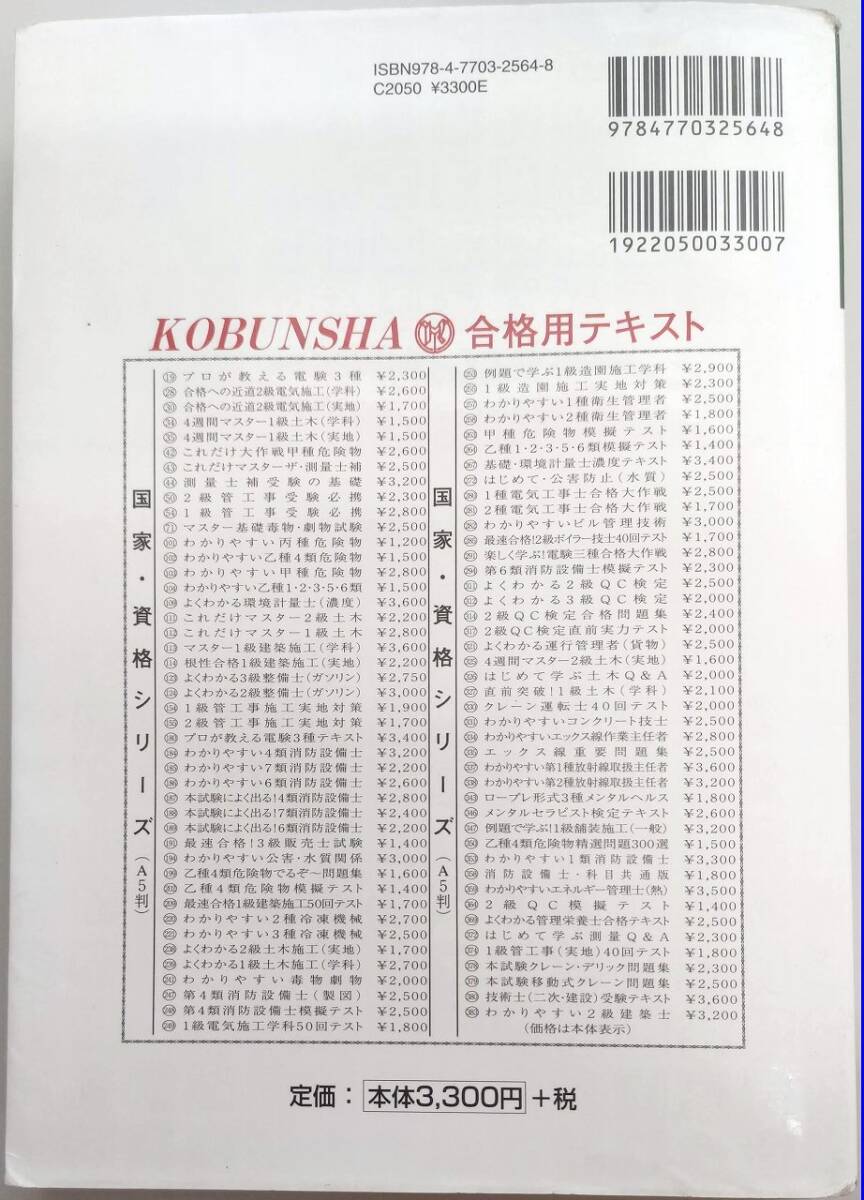 ISBN978-4-7703-2564-8
C2050 ¥3300E
9784770325648
1922050033007
KOBUNSHA 合格用テキスト
国家・資格シリーズ（A5判）
⑲ プロが教える電験3種 ¥2,300
㉘ 合格への近道2級電気施工(学科) ¥2,600
㉚ 合格への近道2級電気施工(実地) ¥1,700
㉞ 4週間マスター1級土木(学科) ¥1,500
㉟ 4週間マスター1級土木(実地) ¥1,500
㊷ これだけ大作戦甲種危険物 ¥2,600
㊸ これだけマスターザ・測量士補 ¥2,500
㊹ 測量士補受験の基礎 ¥3,200
㊿ 2級管工事受験必携 ¥2,300
1級管工事受験必携 ¥2,800
マスター基礎毒物・劇物試験 ¥2,500
わかりやすい丙種危険物 ¥1,200
わかりやすい乙種4類危険物 ¥1,500
わかりやすい甲種危険物 ¥2,800
わかりやすい乙種1・2・3・5・6類 ¥1,500
よくわかる環境計量士(濃度) ¥3,600
これだけマスター2級土木 ¥2,200
これだけマスター1級土木 ¥2,800
マスター1級建築施工(学科) ¥3,600
根性合格1級建築施工(実地) ¥2,200
よくわかる3級整備士(ガソリン) ¥2,750
よくわかる2級整備士(ガソリン) ¥3,000
1級管工事施工実地対策 ¥1,900
2級管工事施工実地対策 ¥1,700
プロが教える電験3種テキスト ¥3,400
わかりやすい4類消防設備士 ¥3,200
わかりやすい7類消防設備士 ¥2,200
わかりやすい6類消防設備士 ¥2,600
本試験によく出る!4類消防設備士 ¥2,800
本試験によく出る!7類消防設備士 ¥2,400
本試験によく出る!6類消防設備士 ¥2,200
最速合格!3級販売士試験 ¥1,400
わかりやすい公害・水質関係 ¥3,000
乙種4類危険物でるぞ～問題集 ¥1,600
乙種4類危険物模擬テスト ¥1,400
最速合格1級建築施工50回テスト ¥1,700
わかりやすい2種冷凍機械 ¥2,700
わかりやすい3種冷凍機械 ¥2,500
よくわかる2級土木施工(実地) ¥1,700
よくわかる1級土木施工(学科) ¥2,700
わかりやすい毒物劇物 ¥2,000
第4類消防設備士(製図) ¥2,500
第4類消防設備士模擬テスト ¥2,500
1級電気施工学科50回テスト ¥1,800
国家・資格シリーズ（A5判）
例題で学ぶ1級造園施工学科 ¥2,900
1級造園施工実地対策 ¥2,300
わかりやすい1種衛生管理者 ¥2,500
わかりやすい2種衛生管理者 ¥1,800
甲種危険物模擬テスト ¥1,600
乙種1・2・3・5・6類模擬テスト ¥1,400
基礎・環境計量士濃度テキスト ¥3,400
はじめて・公害防止(水質) ¥2,500
1種電気工事士合格大作戦 ¥2,500
2種電気工事士合格大作戦 ¥1,700
わかりやすいビル管理技術 ¥3,000
最速合格!2級ボイラー技士40回テスト ¥1,700
楽しく学ぶ!電験三種合格大作戦 ¥2,800
第6類消防設備士模擬テスト ¥2,300
よくわかる2級QC検定 ¥2,500
よくわかる3級QC検定 ¥2,000
2級QC検定合格問題集 ¥2,400
2級QC検定直前実力テスト ¥2,000
よくわかる運行管理者(貨物) ¥2,500
4週間マスター2級土木(実地) ¥1,600
はじめて学ぶ土木Q&A ¥2,000
直前突破!1級土木(学科) ¥2,100
クレーン運転士40回テスト ¥2,000
わかりやすいコンクリート技士 ¥2,500
わかりやすいエックス線作業主任者 ¥2,800
エックス線重要問題集 ¥2,500
わかりやすい第1種放射線取扱主任者 ¥3,600
わかりやすい第2種放射線取扱主任者 ¥3,200
ロープレ形式3種メンタルヘルス ¥1,800
メンタルセラピスト検定テキスト ¥2,600
例題で学ぶ!1級舗装施工(一般) ¥3,200
乙種4類危険物精選問題300選 ¥1,500
わかりやすい1類消防設備士 ¥3,300
消防設備士・科目共通版 ¥1,800
わかりやすいエネルギー管理士(熱) ¥3,500
2級QC模擬テスト ¥1,400
よくわかる管理栄養士合格テキスト ¥2,500
はじめて学ぶ測量Q&A ¥2,300
1級管工事(実地)40回テスト ¥1,800
本試験クレーン・デリック問題集 ¥2,300
本試験移動式クレーン問題集 ¥2,500
技術士(二次・建設)受験テキスト ¥3,600
わかりやすい2級建築士 ¥3,200
(価格は本体表示)
定価：本体3,300円+税